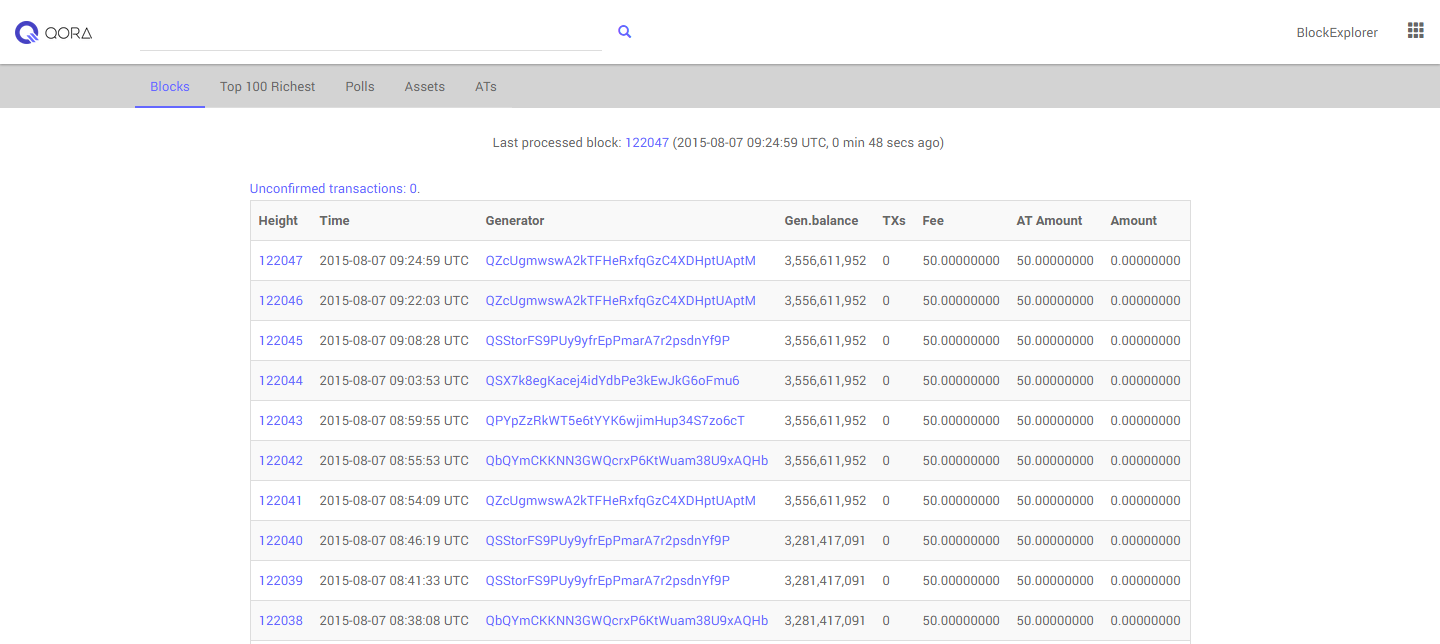 QORA
BlockExplorer
Blocks Top 100 Richest Polls Assets ATs
Last processed block: 122047 (2015-08-07 09:24:59 UTC, 0 min 48 secs ago)
Unconfirmed transactions: 0.
Height Time Generator Gen.balance TXs Fee AT Amount Amount
122047 2015-08-07 09:24:59 UTC QZcUgmwswA2kTFHeRxfqGzC4XDHptUAptM 3,556,611,952 0 50.00000000 50.00000000 0.00000000
122046 2015-08-07 09:22:03 UTC QZcUgmwswA2kTFHeRxfqGzC4XDHptUAptM 3,556,611,952 0 50.00000000 50.00000000 0.00000000
122045 2015-08-07 09:08:28 UTC QSStorFS9PUy9yfrEpPmarA7r2psdnYf9P 3,556,611,952 0 50.00000000 50.00000000 0.00000000
122044 2015-08-07 09:03:53 UTC QSX7k8egKacej4idYdbPe3kEwJkG6oFmu6 3,556,611,952 0 50.00000000 50.00000000 0.00000000
122043 2015-08-07 08:59:55 UTC QPYpZzRkWT5e6tYYK6wjimHup34S7zo6cT 3,556,611,952 0 50.00000000 50.00000000 0.00000000
122042 2015-08-07 08:55:53 UTC QbQYmCKKNN3GWQcrxP6KtWuam38U9xAQHb 3,556,611,952 0 50.00000000 50.00000000 0.00000000
122041 2015-08-07 08:54:09 UTC QZcUgmwswA2kTFHeRxfqGzC4XDHptUAptM 3,556,611,952 0 50.00000000 50.00000000 0.00000000
122040 2015-08-07 08:46:19 UTC QSStorFS9PUy9yfrEpPmarA7r2psdnYf9P 3,281,417,091 0 50.00000000 50.00000000 0.00000000
122039 2015-08-07 08:41:33 UTC QSStorFS9PUy9yfrEpPmarA7r2psdnYf9P 3,281,417,091 0 50.00000000 50.00000000 0.00000000
122038 2015-08-07 08:38:08 UTC QbQYmCKKNN3GWQcrxP6KtWuam38U9xAQHb 3,281,417,091 0 50.00000000 50.00000000 0.00000000